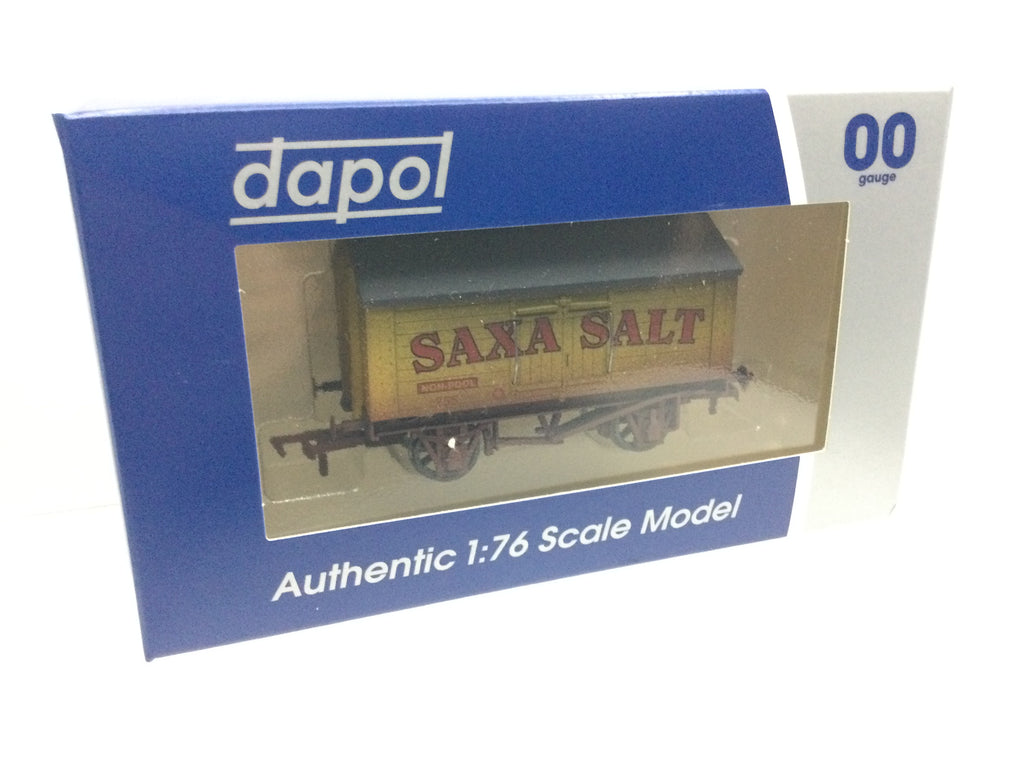 dapol
00
gauge
SAXA SALT
NON-POOL
Authentic 1:76 Scale Model